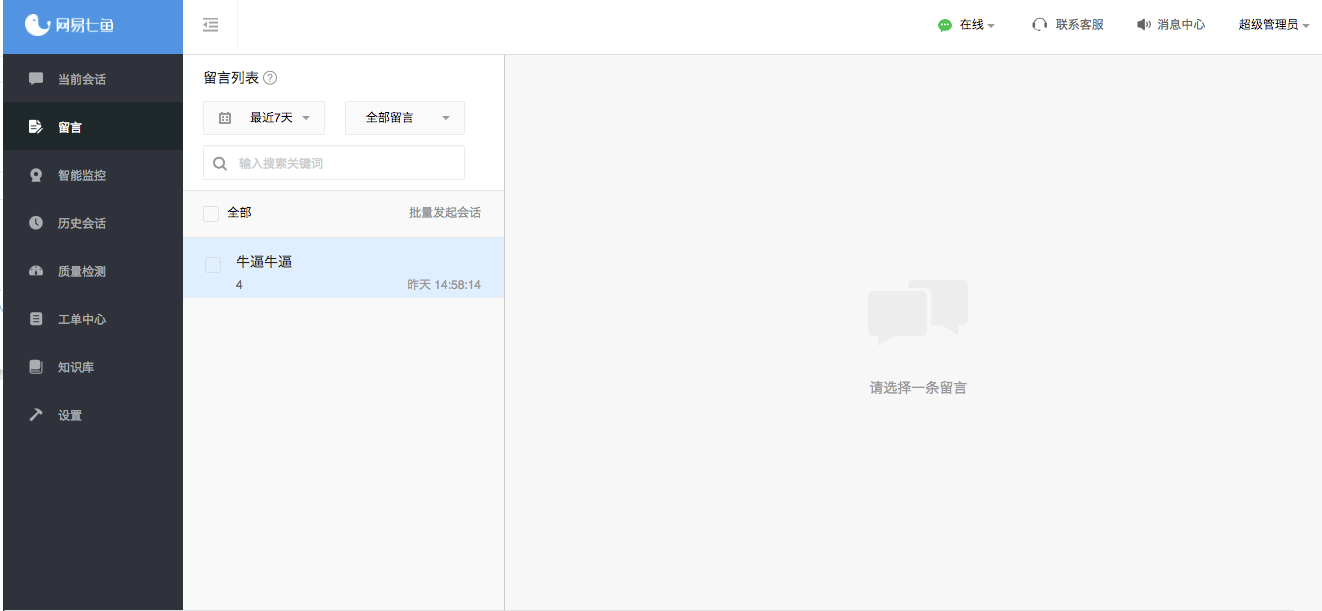 网易七鱼
在线
联系客服
消息中心
超级管理员
当前会话
留言
智能监控
历史会话
质量检测
工单中心
知识库
设置
留言列表 ?
最近7天
全部留言
输入搜索关键词
全部
批量发起会话
牛逼牛逼
4
昨天 14:58:14
请选择一条留言